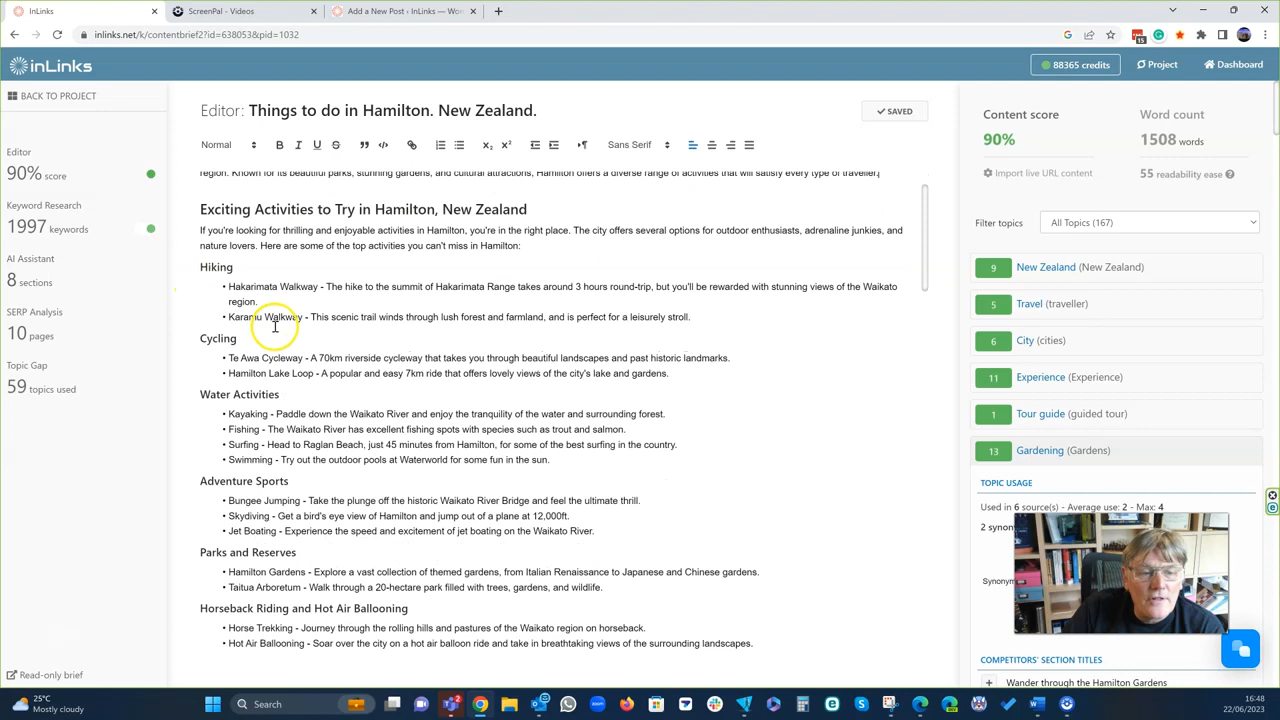 InLinks
ScreenPal - Videos
Add a New Post ‹ InLinks — Wor
inlinks.net/k/contentbrief2?id=638053&pid=1032
15
inLinks
88365 credits
Project
Dashboard
BACK TO PROJECT
Editor
90% score
Keyword Research
1997 keywords
AI Assistant
8 sections
SERP Analysis
10 pages
Topic Gap
59 topics used
Read-only brief
Editor: Things to do in Hamilton. New Zealand.
SAVED
Normal
Sans Serif
region. Known for its beautiful parks, stunning gardens, and cultural attractions, Hamilton offers a diverse range of activities that will satisfy every type of traveller.
Exciting Activities to Try in Hamilton, New Zealand
If you're looking for thrilling and enjoyable activities in Hamilton, you're in the right place. The city offers several options for outdoor enthusiasts, adrenaline junkies, and
nature lovers. Here are some of the top activities you can't miss in Hamilton:
Hiking
• Hakarimata Walkway - The hike to the summit of Hakarimata Range takes around 3 hours round-trip, but you'll be rewarded with stunning views of the Waikato
region.
• Karamu Walkway - This scenic trail winds through lush forest and farmland, and is perfect for a leisurely stroll.
Cycling
• Te Awa Cycleway - A 70km riverside cycleway that takes you through beautiful landscapes and past historic landmarks.
• Hamilton Lake Loop - A popular and easy 7km ride that offers lovely views of the city's lake and gardens.
Water Activities
• Kayaking - Paddle down the Waikato River and enjoy the tranquility of the water and surrounding forest.
• Fishing - The Waikato River has excellent fishing spots with species such as trout and salmon.
• Surfing - Head to Raglan Beach, just 45 minutes from Hamilton, for some of the best surfing in the country.
• Swimming - Try out the outdoor pools at Waterworld for some fun in the sun.
Adventure Sports
• Bungee Jumping - Take the plunge off the historic Waikato River Bridge and feel the ultimate thrill.
• Skydiving - Get a bird's eye view of Hamilton and jump out of a plane at 12,000ft.
• Jet Boating - Experience the speed and excitement of jet boating on the Waikato River.
Parks and Reserves
• Hamilton Gardens - Explore a vast collection of themed gardens, from Italian Renaissance to Japanese and Chinese gardens.
• Taitua Arboretum - Walk through a 20-hectare park filled with trees, gardens, and wildlife.
Horseback Riding and Hot Air Ballooning
• Horse Trekking - Journey through the rolling hills and pastures of the Waikato region on horseback.
• Hot Air Ballooning - Soar over the city on a hot air balloon ride and take in breathtaking views of the surrounding landscapes.
Content score
90%
Import live URL content
Word count
1508 words
55 readability ease
Filter topics
All Topics (167)
9 New Zealand (New Zealand)
5 Travel (traveller)
6 City (cities)
11 Experience (Experience)
1 Tour guide (guided tour)
13 Gardening (Gardens)
TOPIC USAGE
Used in 6 source(s) - Average use: 2 - Max: 4
2 synon
Synonym
COMPETITORS' SECTION TITLES
+ Wander through the Hamilton Gardens
25°C
Mostly cloudy
Search
2
16:48
22/06/2023